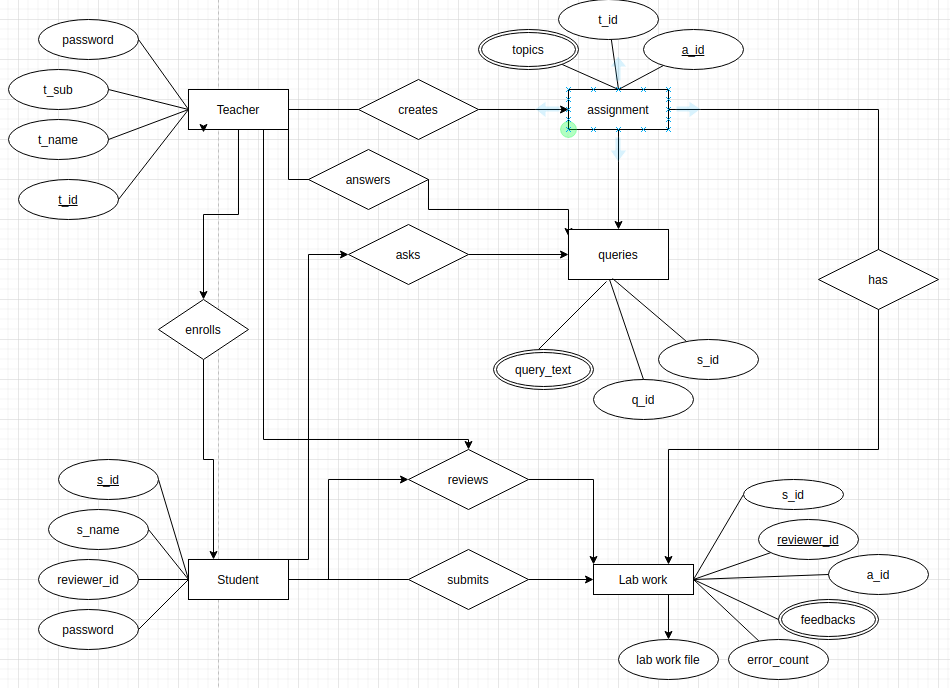 t_id
password
topics
a_id
t_sub
Teacher
creates
assignment
t_name
answers
t_id
asks
queries
has
enrolls
s_id
query_text
q_id
s_id
reviews
s_id
s_name
reviewer_id
reviewer_id
Student
submits
Lab work
a_id
password
feedbacks
lab work file
error_count